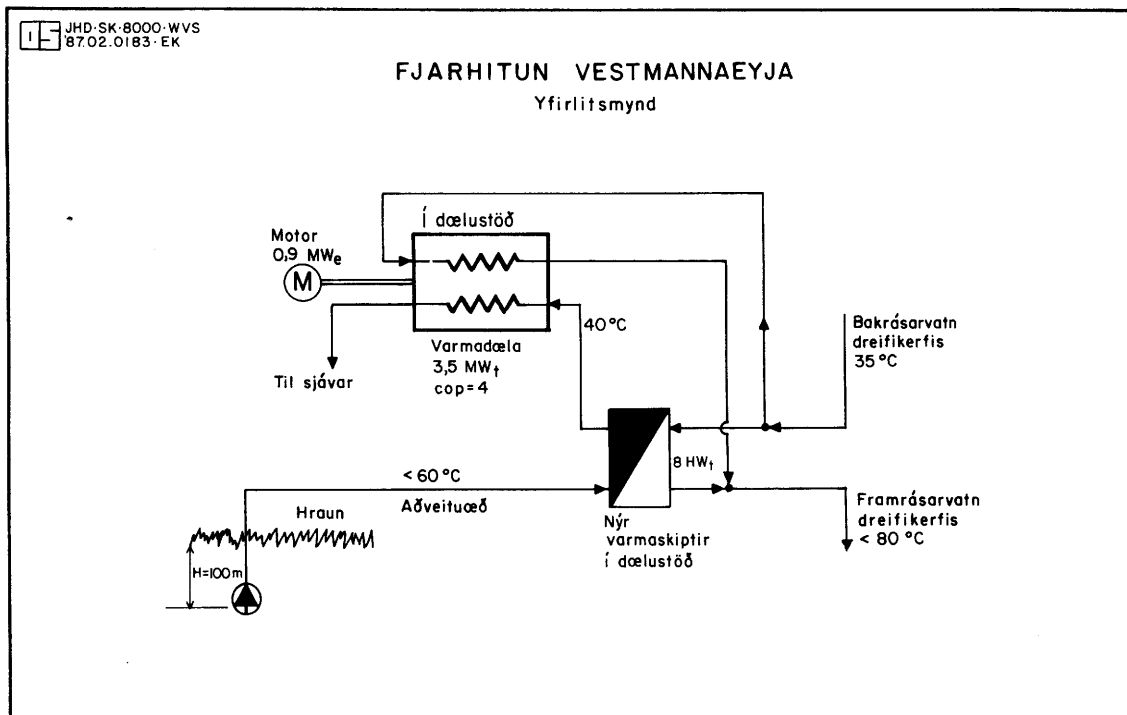 JHD·SK·8000·WVS
87.02.0183·EK
FJARHITUN VESTMANNAEYJA
Yfirlitsmynd
Í dælustöð
Motor
0,9 MWe
M
Varmadæla
3,5 MWt
cop=4
Til sjávar
40°C
Bakrásarvatn
dreifikerfis
35°C
8 HWt
< 60°C
Aðveituæð
Hraun
H=100m
Nýr
varmaskiptir
í dælustöð
Framrásarvatn
dreifikerfis
< 80 °C